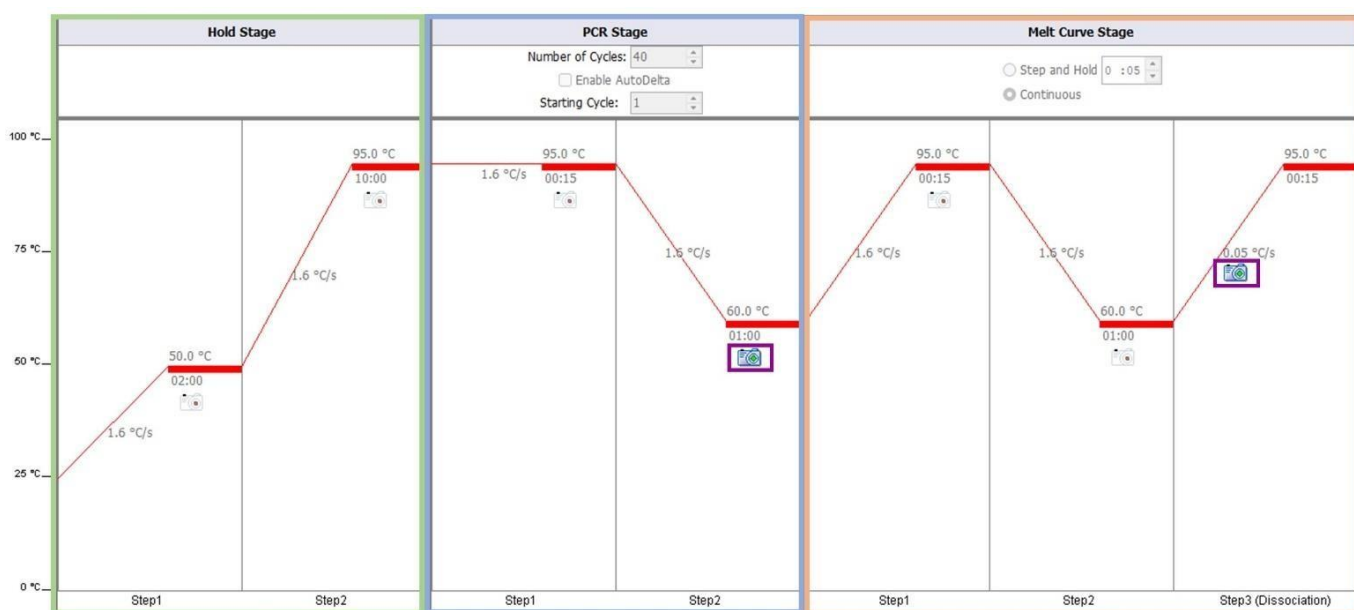 Hold Stage
PCR Stage
Number of Cycles: 40
Enable AutoDelta
Starting Cycle: 1
Melt Curve Stage
Step and Hold 0 :05
Continuous
100 °C
75 °C
50 °C
25 °C
0 °C
1.6 °C/s
50.0 °C
02:00
1.6 °C/s
95.0 °C
10:00
1.6 °C/s
95.0 °C
00:15
1.6 °C/s
60.0 °C
01:00
1.6 °C/s
95.0 °C
00:15
1.6 °C/s
60.0 °C
01:00
0.05 °C/s
95.0 °C
00:15
Step1
Step2
Step1
Step2
Step1
Step2
Step3 (Dissociation)